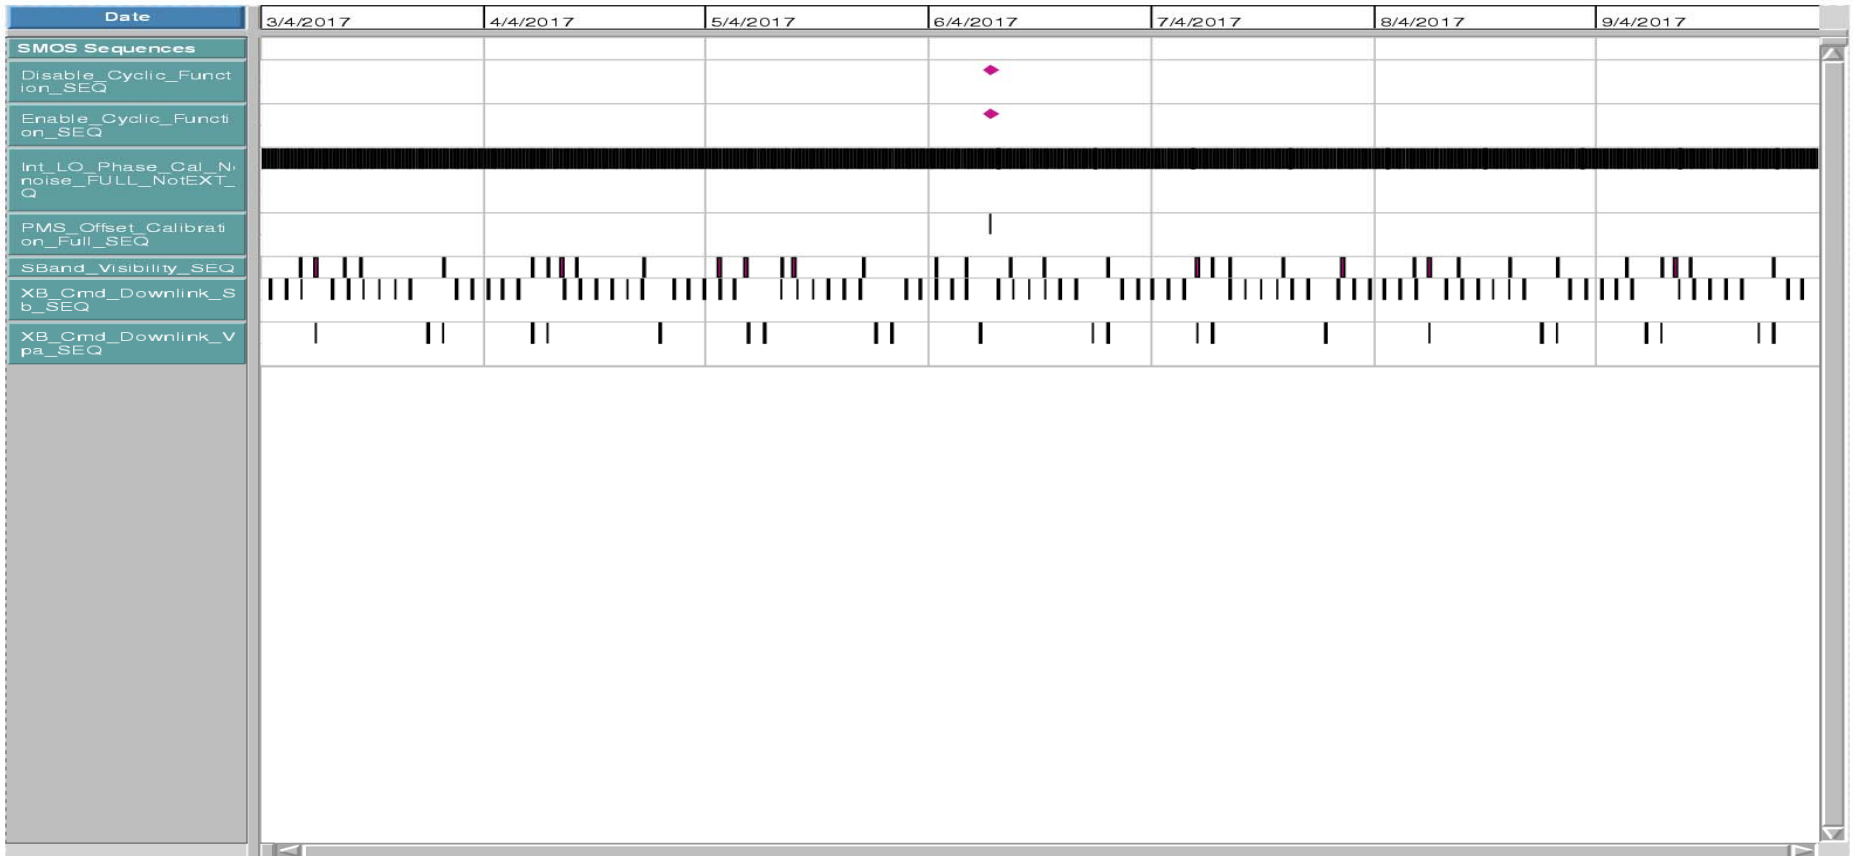 Date
3/4/2017
4/4/2017
5/4/2017
6/4/2017
7/4/2017
8/4/2017
9/4/2017
SMOS Sequences
Disable_Cyclic_Funct
ion_SEQ
Enable_Cyclic_Functi
on_SEQ
Int_LO_Phase_Cal_N
noise_FULL_NotEXT_
Q
PMS_Offset_Calibrati
on_Full_SEQ
SBand_Visibility_SEQ
XB_Cmd_Downlink_S
b_SEQ
XB_Cmd_Downlink_V
pa_SEQ